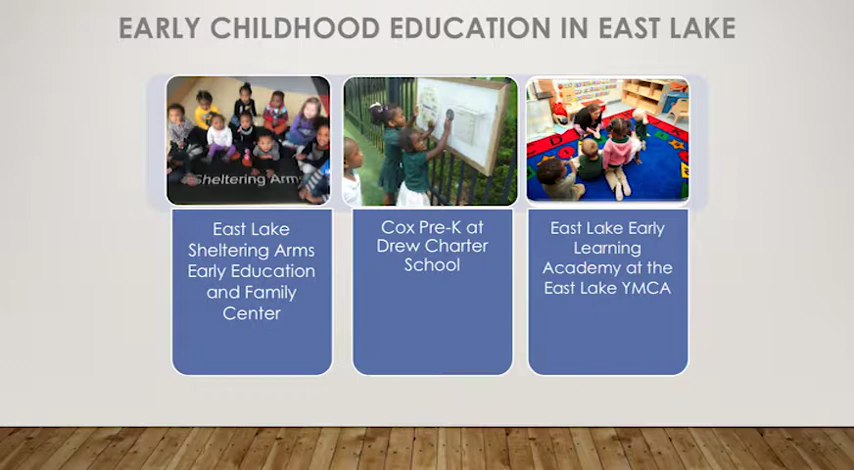 EARLY CHILDHOOD EDUCATION IN EAST LAKE
Sheltering Arms
East Lake
Sheltering Arms
Early Education
and Family
Center
Cox Pre-K at
Drew Charter
School
East Lake Early
Learning
Academy at the
East Lake YMCA